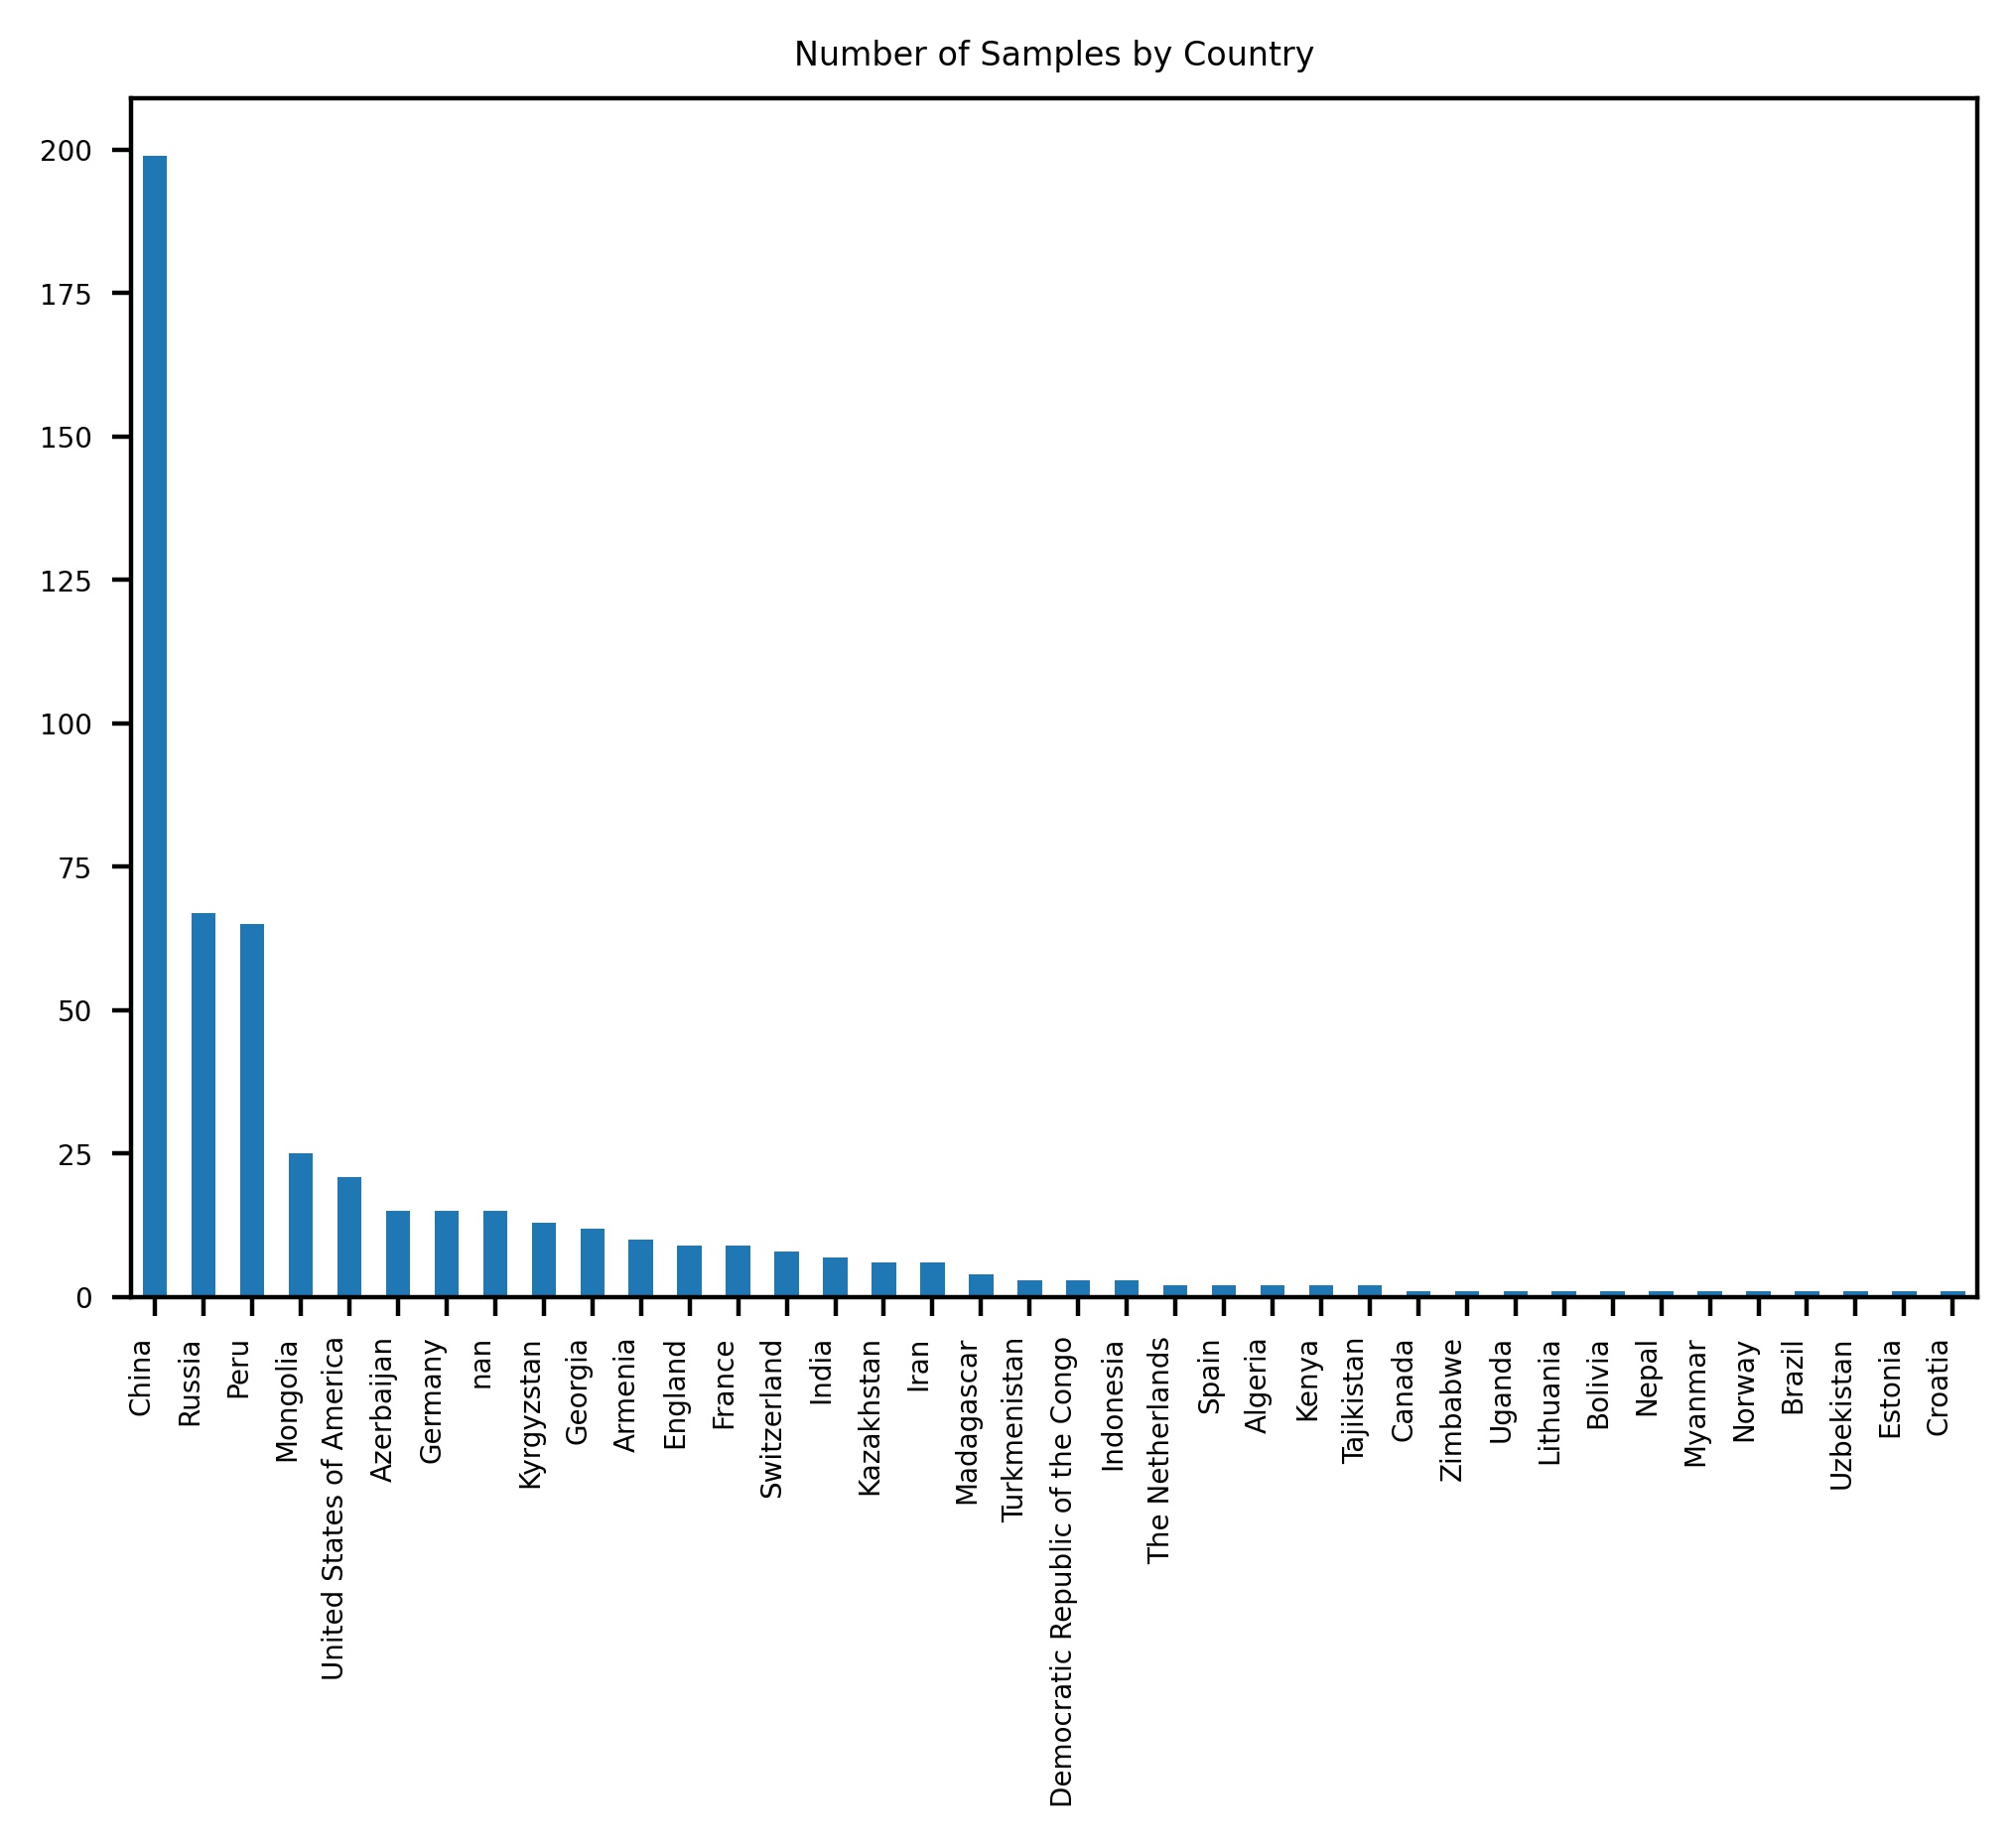 Number of Samples by Country
200
175
150
125
100
75
50
25
0
China
Russia
Peru
Mongolia
United States of America
Azerbaijan
Germany
nan
Kyrgyzstan
Georgia
Armenia
England
France
Switzerland
India
Kazakhstan
Iran
Madagascar
Turkmenistan
Democratic Republic of the Congo
Indonesia
The Netherlands
Spain
Algeria
Kenya
Tajikistan
Canada
Zimbabwe
Uganda
Lithuania
Bolivia
Nepal
Myanmar
Norway
Brazil
Uzbekistan
Estonia
Croatia